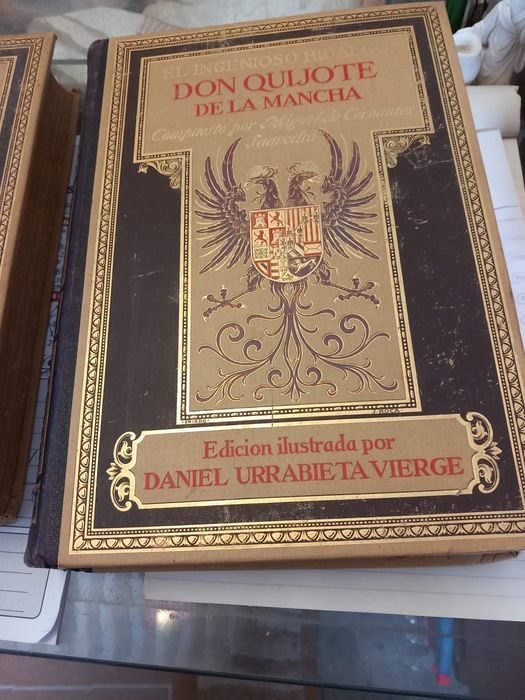 EL INGENIOSO HIDALGO
DON QUIJOTE
DE LA MANCHA
Compuesto por Miguel de Cervantes
Saavedra
Edicion ilustrada por
DANIEL URRABIETA VIERGE